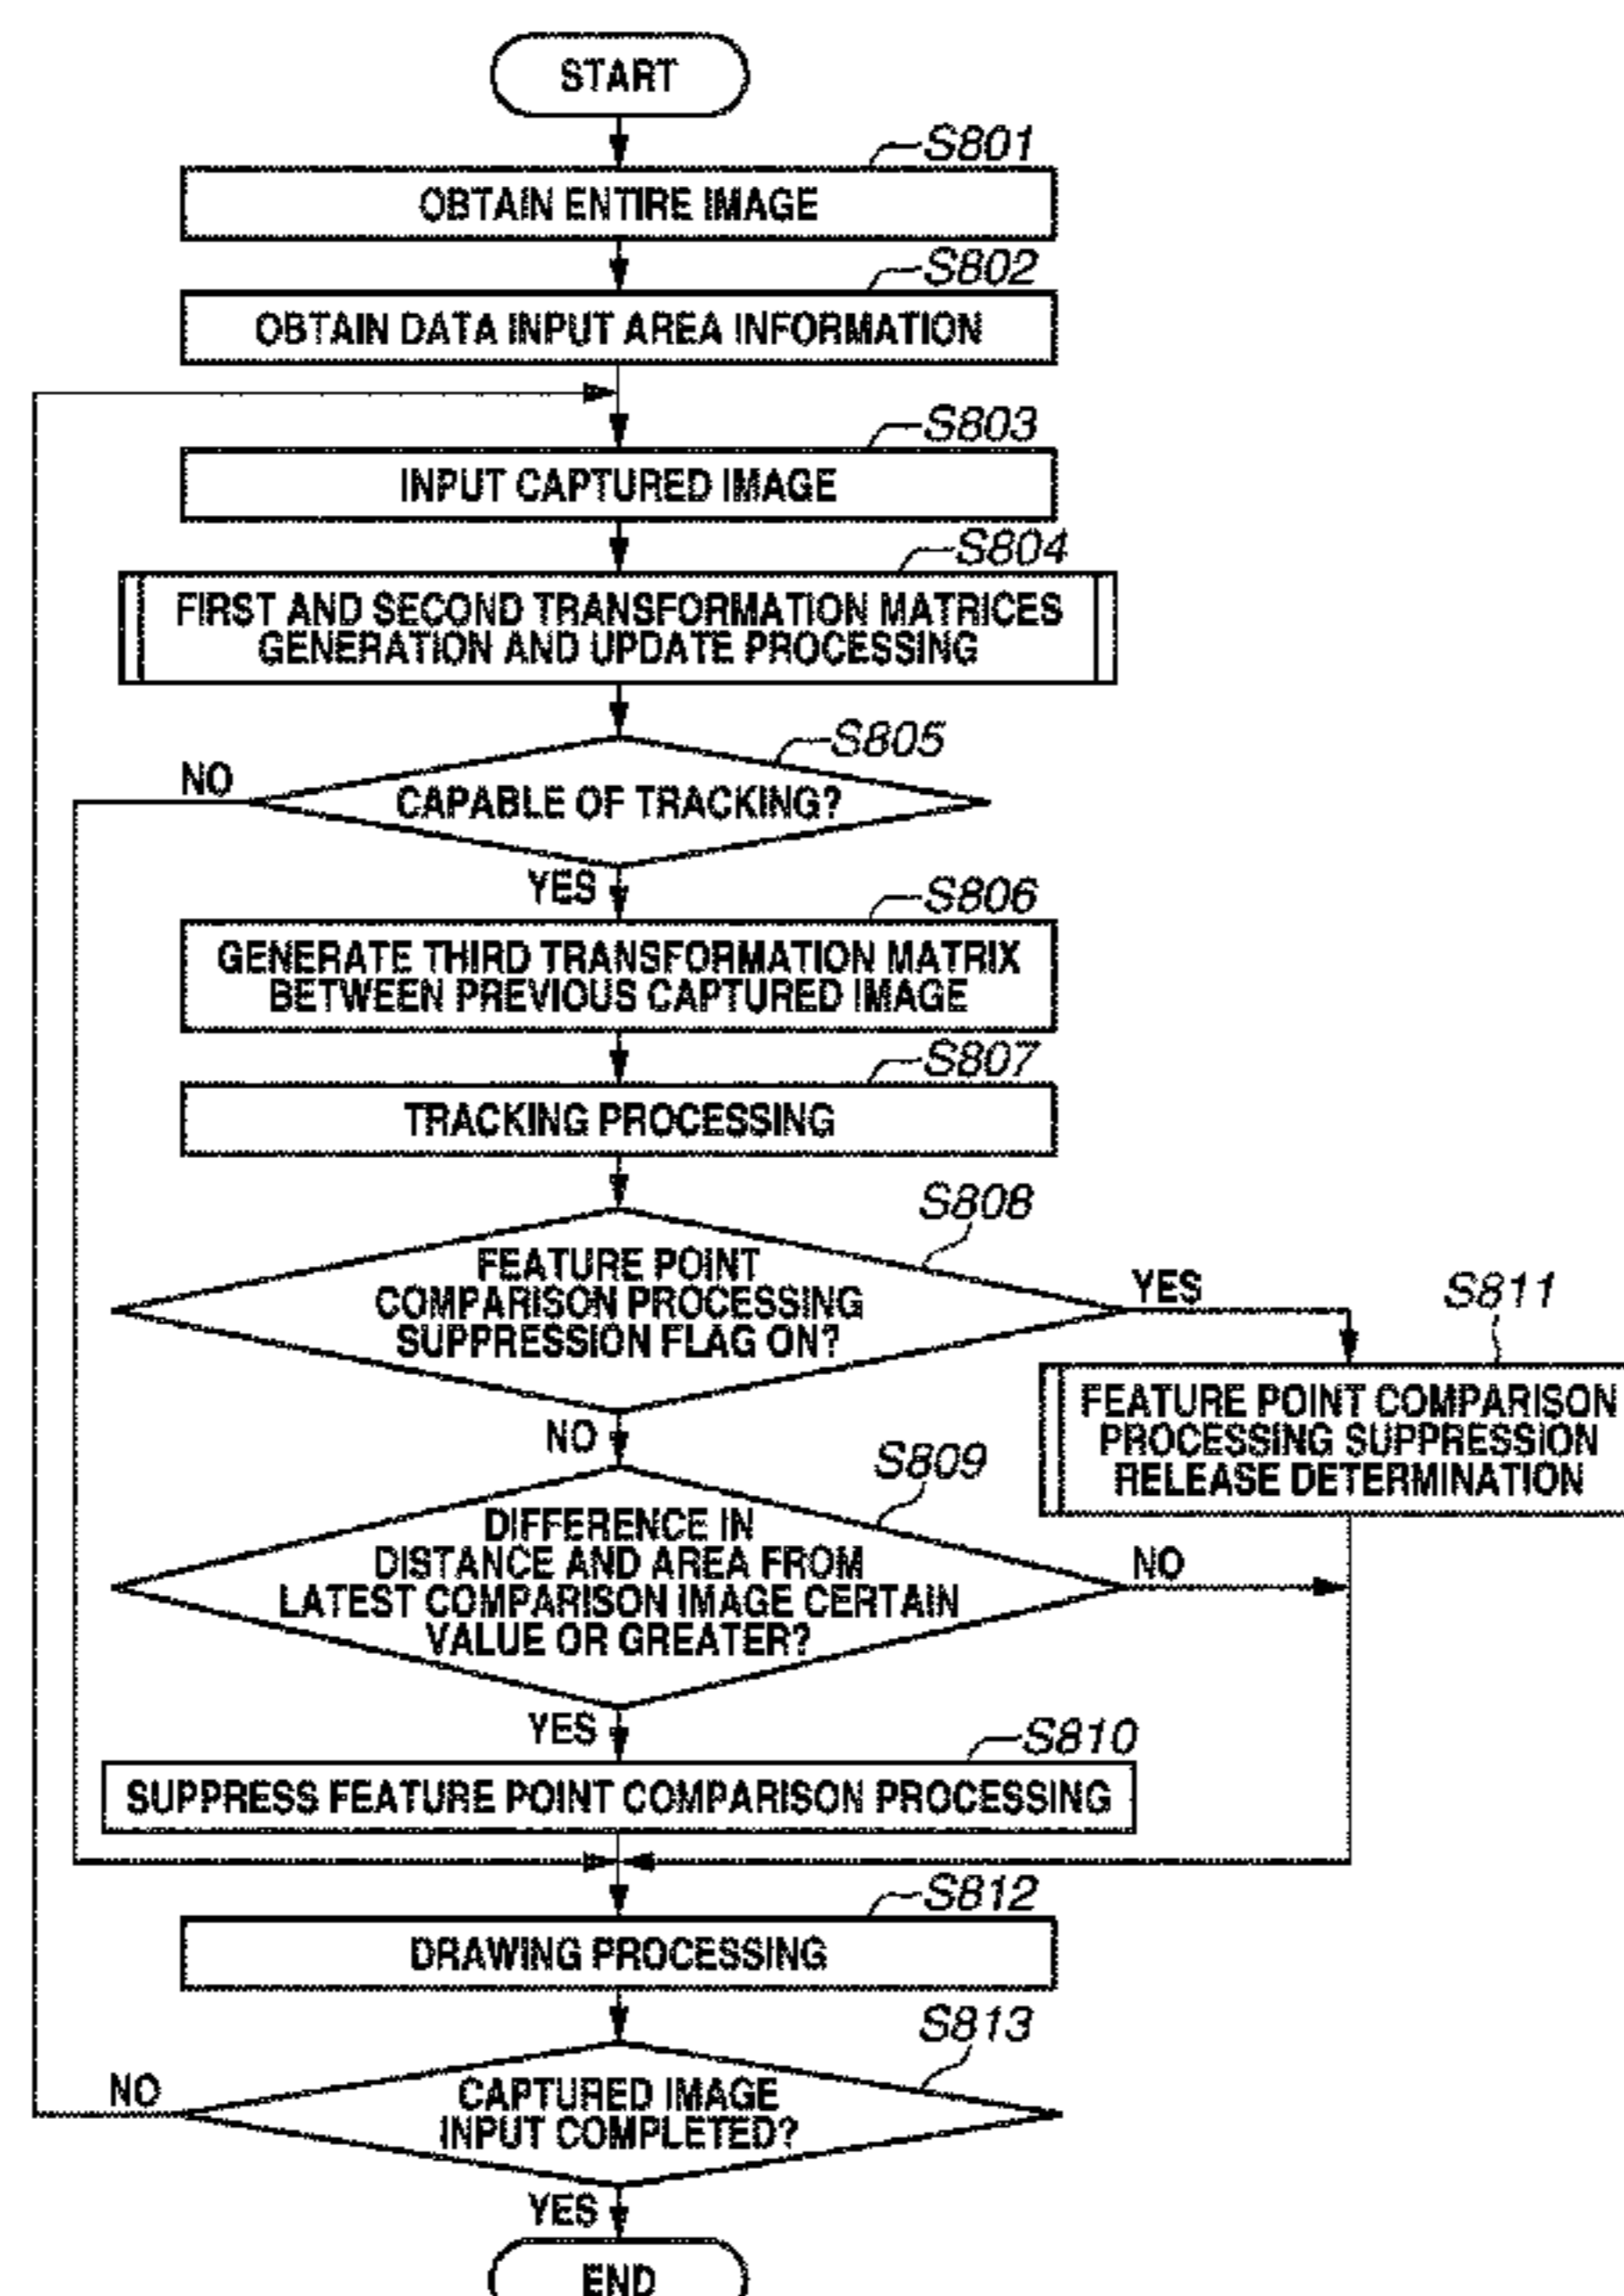 START
S801
OBTAIN ENTIRE IMAGE
S802
OBTAIN DATA INPUT AREA INFORMATION
S803
INPUT CAPTURED IMAGE
S804
FIRST AND SECOND TRANSFORMATION MATRICES
GENERATION AND UPDATE PROCESSING
S805
NO
CAPABLE OF TRACKING?
YES
S806
GENERATE THIRD TRANSFORMATION MATRIX
BETWEEN PREVIOUS CAPTURED IMAGE
S807
TRACKING PROCESSING
S808
FEATURE POINT
COMPARISON PROCESSING
SUPPRESSION FLAG ON?
YES
S811
FEATURE POINT COMPARISON
PROCESSING SUPPRESSION
RELEASE DETERMINATION
NO
S809
DIFFERENCE IN
DISTANCE AND AREA FROM
LATEST COMPARISON IMAGE CERTAIN
VALUE OR GREATER?
NO
YES
S810
SUPPRESS FEATURE POINT COMPARISON PROCESSING
S812
DRAWING PROCESSING
S813
NO
CAPTURED IMAGE
INPUT COMPLETED?
YES
END